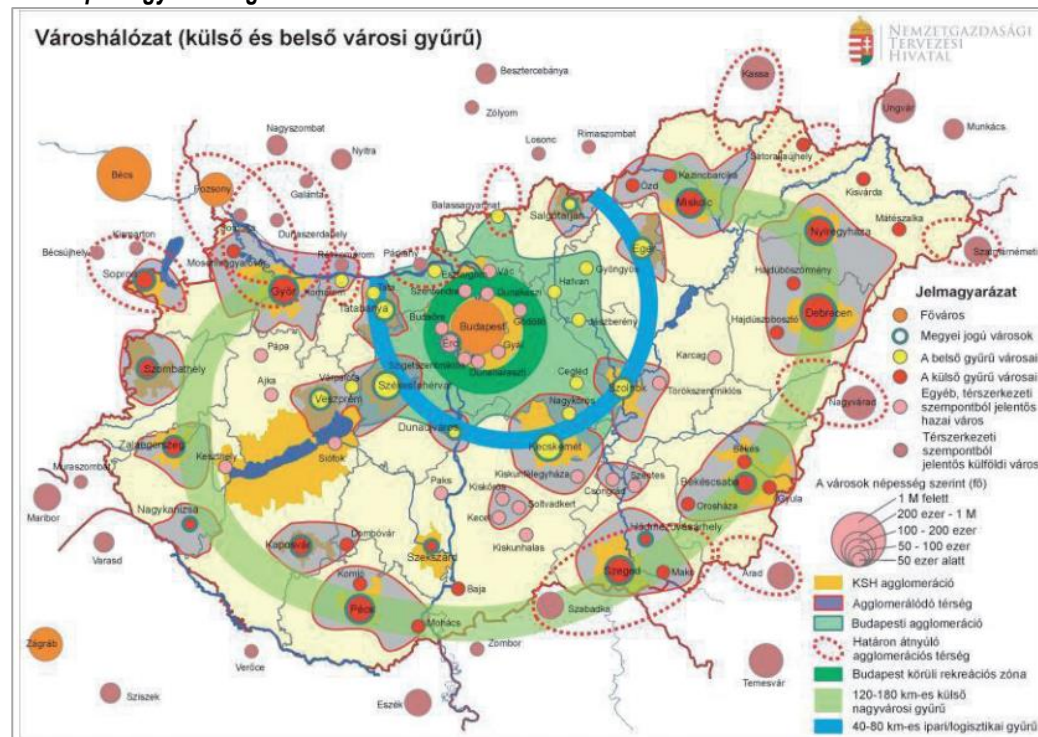 Városhálózat (külső és belső városi gyűrű)
NEMZETGAZDASÁGI
TERVEZÉSI
HIVATAL
Besztercebánya
Kassa
Zólyom
Ungvár
Munkács
Nagyszombat
Nyitra
Losonc
Rimaszombat
Sátoraljaújhely
Bécs
Pozsony
Galánta
Ózd
Kazincbarcika
Kisvárda
Balassagyarmat
Salgótarján
Miskolc
Mátészalka
Kismarton
Dunaszerdahely
Bécsújhely
Párkány
Eger
Nyíregyháza
Szatmárnémeti
Sopron
Mosonmagyaróvár
Révkomárom
Esztergom
Vác
Gyöngyös
Hajdúböszörmény
Győr
Komárom
Tata
Szentendre
Dunakeszi
Hatvan
Tatabánya
Budaörs
Budapest
Gödöllő
Jászberény
Hajdúszoboszló
Debrecen
Érd
Gyál
Pápa
Szigetszentmiklós
Dunaharaszti
Karcag
Szombathely
Ajka
Várpalota
Székesfehérvár
Cegléd
Szolnok
Törökszentmiklós
Nagyvárad
Veszprém
Nagykőrös
Dunaújváros
Zalaegerszeg
Keszthely
Siófok
Kecskemét
Békés
Muraszombat
Paks
Kiskunfélegyháza
Csongrád
Szentes
Békéscsaba
Gyula
Kiskőrös
Soltvadkert
Orosháza
Maribor
Nagykanizsa
Kecel
Kaposvár
Dombóvár
Kiskunhalas
Hódmezővásárhely
Varasd
Szekszárd
Komló
Szeged
Makó
Arad
Baja
Pécs
Szabadka
Mohács
Zágráb
Verőce
Zombor
Temesvár
Sziszek
Eszék
Jelmagyarázat
Főváros
Megyei jogú városok
A belső gyűrű városai
A külső gyűrű városai
Egyéb, térszerkezeti
szempontból jelentős
hazai város
Térszerkezeti
szempontból
jelentős külföldi város
A városok népesség szerint (fő)
1 M felett
200 ezer - 1 M
100 - 200 ezer
50 - 100 ezer
50 ezer alatt
KSH agglomeráció
Agglomerálódó térség
Budapesti agglomeráció
Határon átnyúló
agglomerációs térség
Budapest körüli rekreációs zóna
120-180 km-es külső
nagyvárosi gyűrű
40-80 km-es ipari/logisztikai gyűrű